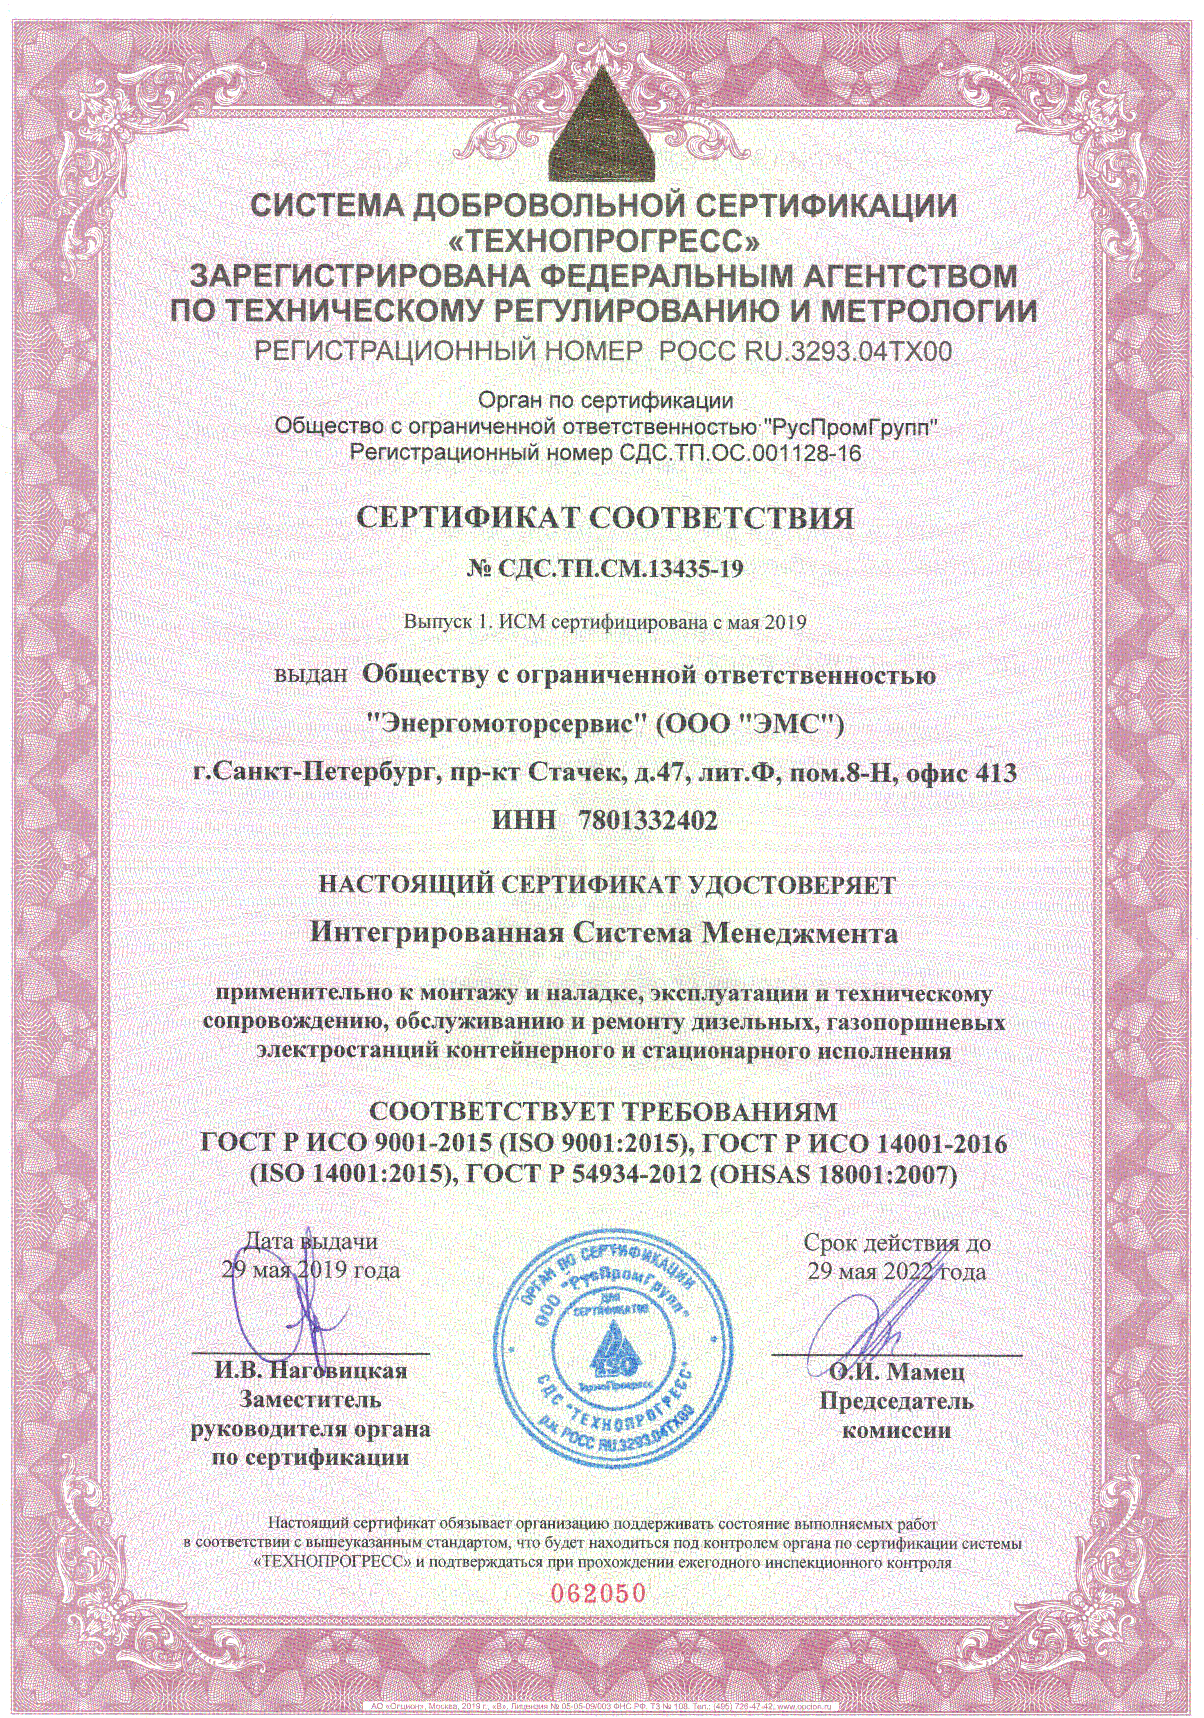 СИСТЕМА ДОБРОВОЛЬНОЙ СЕРТИФИКАЦИИ
«ТЕХНОПРОГРЕСС»
ЗАРЕГИСТРИРОВАНА ФЕДЕРАЛЬНЫМ АГЕНТСТВОМ
ПО ТЕХНИЧЕСКОМУ РЕГУЛИРОВАНИЮ И МЕТРОЛОГИИ
РЕГИСТРАЦИОННЫЙ НОМЕР РОСС RU.3293.04ТХ00
Орган по сертификации
Общество с ограниченной ответственностью "РусПромГрупп"
Регистрационный номер СДС.ТП.ОС.001128-16
СЕРТИФИКАТ СООТВЕТСТВИЯ
№ СДС.ТП.СМ.13435-19
Выпуск 1. ИСМ сертифицирована с мая 2019
выдан Обществу с ограниченной ответственностью
"Энергомоторсервис" (ООО "ЭМС")
г.Санкт-Петербург, пр-кт Стачек, д.47, лит.Ф, пом.8-Н, офис 413
ИНН 7801332402
НАСТОЯЩИЙ СЕРТИФИКАТ УДОСТОВЕРЯЕТ
Интегрированная Система Менеджмента
применительно к монтажу и наладке, эксплуатации и техническому
сопровождению, обслуживанию и ремонту дизельных, газопоршневых
электростанций контейнерного и стационарного исполнения
СООТВЕТСТВУЕТ ТРЕБОВАНИЯМ
ГОСТ Р ИСО 9001-2015 (ISO 9001:2015), ГОСТ Р ИСО 14001-2016
(ISO 14001:2015), ГОСТ Р 54934-2012 (OHSAS 18001:2007)
Дата выдачи
29 мая 2019 года
И.В. Наговицкая
Заместитель
руководителя органа
по сертификации
ОРГАН ПО СЕРТИФИКАЦИИ
ООО "РусПромГрупп"
ДЛЯ
СЕРТИФИКАТОВ
ISO
ТехноПрогресс
СДС "ТЕХНОПРОГРЕСС"
р.н. РОСС RU.3293.04ТХ00
Срок действия до
29 мая 2022 года
О.И. Мамец
Председатель
комиссии
Настоящий сертификат обязывает организацию поддерживать состояние выполняемых работ
в соответствии с вышеуказанным стандартом, что будет находиться под контролем органа по сертификации системы
«ТЕХНОПРОГРЕСС» и подтверждаться при прохождении ежегодного инспекционного контроля
062050
АО «Опцион», Москва, 2019 г., «В». Лицензия № 05-05-09/003 ФНС РФ. ТЗ № 108. Тел.: (495) 726-47-42, www.opcion.ru